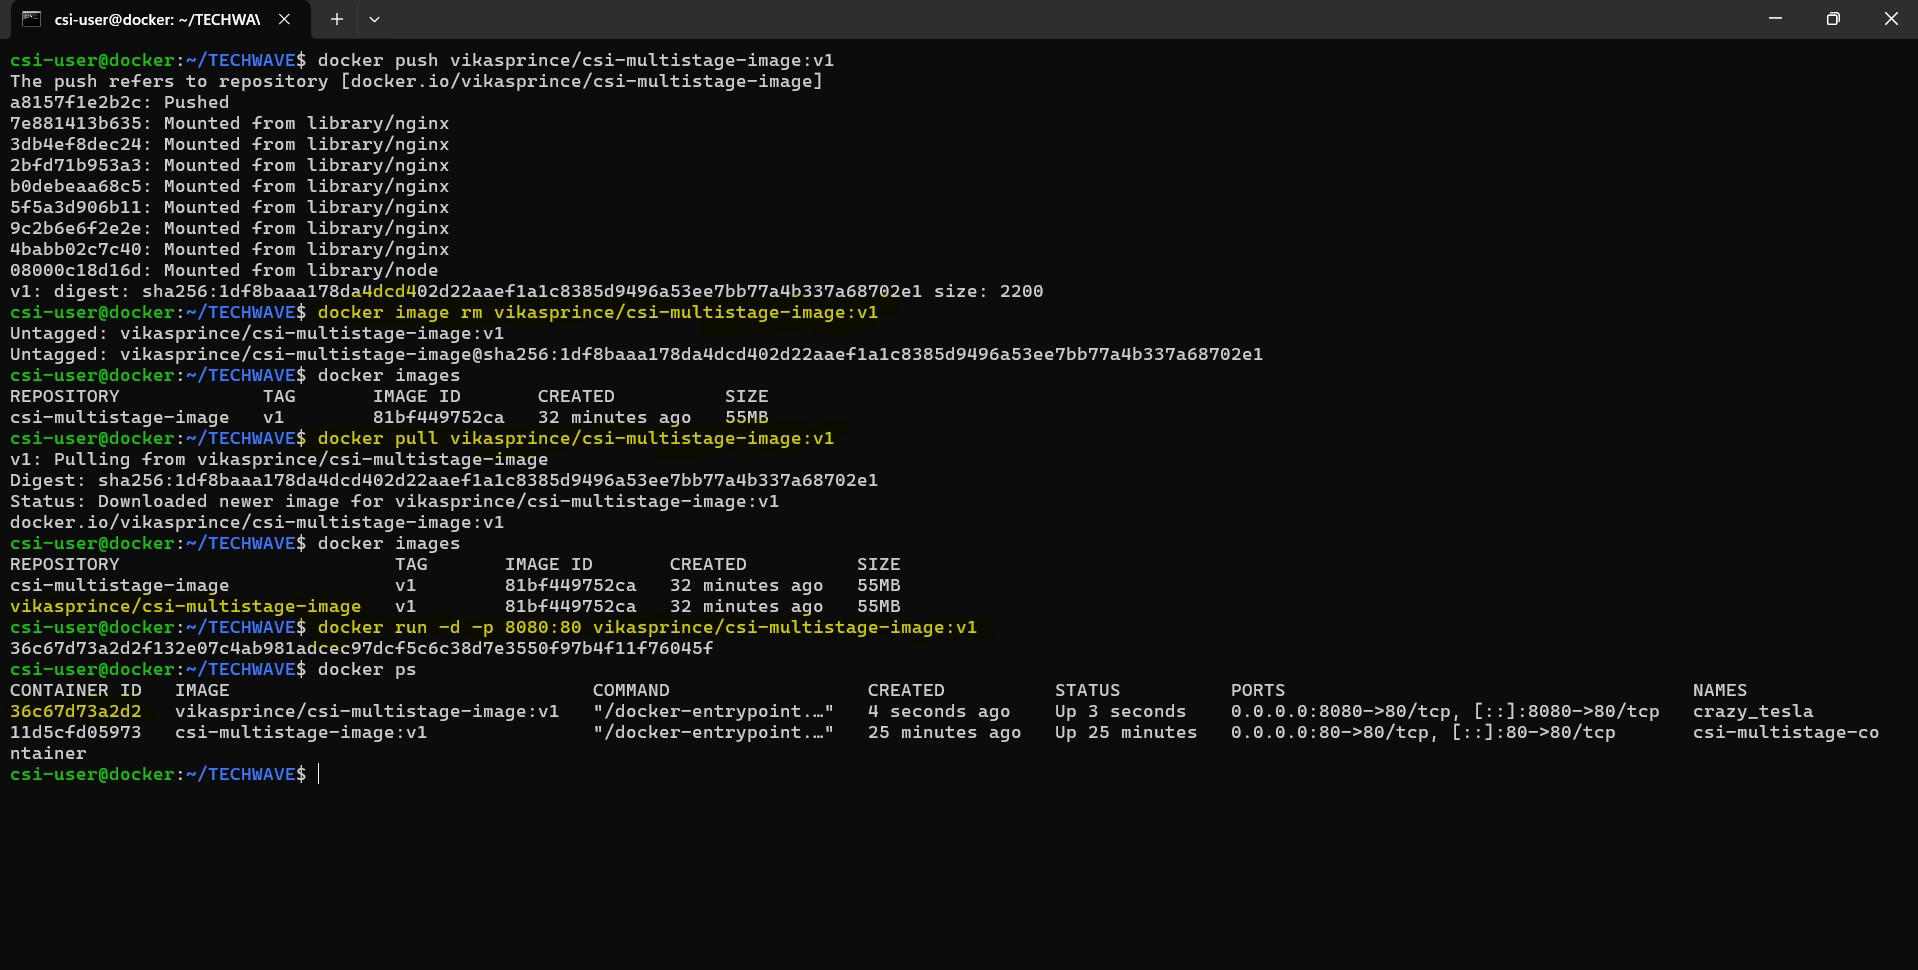 csi-user@docker: ~/TECHWA\
csi-user@docker:~/TECHWAVE$ docker push vikasprince/csi-multistage-image:v1
The push refers to repository [docker.io/vikasprince/csi-multistage-image]
a8157f1e2b2c: Pushed
7e881413b635: Mounted from library/nginx
3db4ef8dec24: Mounted from library/nginx
2bfd71b953a3: Mounted from library/nginx
b0debeaa68c5: Mounted from library/nginx
5f5a3d906b11: Mounted from library/nginx
9c2b6e6f2e2e: Mounted from library/nginx
4babb02c7c40: Mounted from library/nginx
08000c18d16d: Mounted from library/node
v1: digest: sha256:1df8baaa178da4dcd402d22aaef1a1c8385d9496a53ee7bb77a4b337a68702e1 size: 2200
csi-user@docker:~/TECHWAVE$ docker image rm vikasprince/csi-multistage-image:v1
Untagged: vikasprince/csi-multistage-image:v1
Untagged: vikasprince/csi-multistage-image@sha256:1df8baaa178da4dcd402d22aaef1a1c8385d9496a53ee7bb77a4b337a68702e1
csi-user@docker:~/TECHWAVE$ docker images
REPOSITORY TAG IMAGE ID CREATED SIZE
csi-multistage-image v1 81bf449752ca 32 minutes ago 55MB
csi-user@docker:~/TECHWAVE$ docker pull vikasprince/csi-multistage-image:v1
v1: Pulling from vikasprince/csi-multistage-image
Digest: sha256:1df8baaa178da4dcd402d22aaef1a1c8385d9496a53ee7bb77a4b337a68702e1
Status: Downloaded newer image for vikasprince/csi-multistage-image:v1
docker.io/vikasprince/csi-multistage-image:v1
csi-user@docker:~/TECHWAVE$ docker images
REPOSITORY TAG IMAGE ID CREATED SIZE
csi-multistage-image v1 81bf449752ca 32 minutes ago 55MB
vikasprince/csi-multistage-image v1 81bf449752ca 32 minutes ago 55MB
csi-user@docker:~/TECHWAVE$ docker run -d -p 8080:80 vikasprince/csi-multistage-image:v1
36c67d73a2d2f132e07c4ab981adcec97dcf5c6c38d7e3550f97b4f11f76045f
csi-user@docker:~/TECHWAVE$ docker ps
CONTAINER ID IMAGE COMMAND CREATED STATUS PORTS NAMES
36c67d73a2d2 vikasprince/csi-multistage-image:v1 "/docker-entrypoint.…" 4 seconds ago Up 3 seconds 0.0.0.0:8080->80/tcp, [::]:8080->80/tcp crazy_tesla
11d5cfd05973 csi-multistage-image:v1 "/docker-entrypoint.…" 25 minutes ago Up 25 minutes 0.0.0.0:80->80/tcp, [::]:80->80/tcp csi-multistage-co
ntainer
csi-user@docker:~/TECHWAVE$